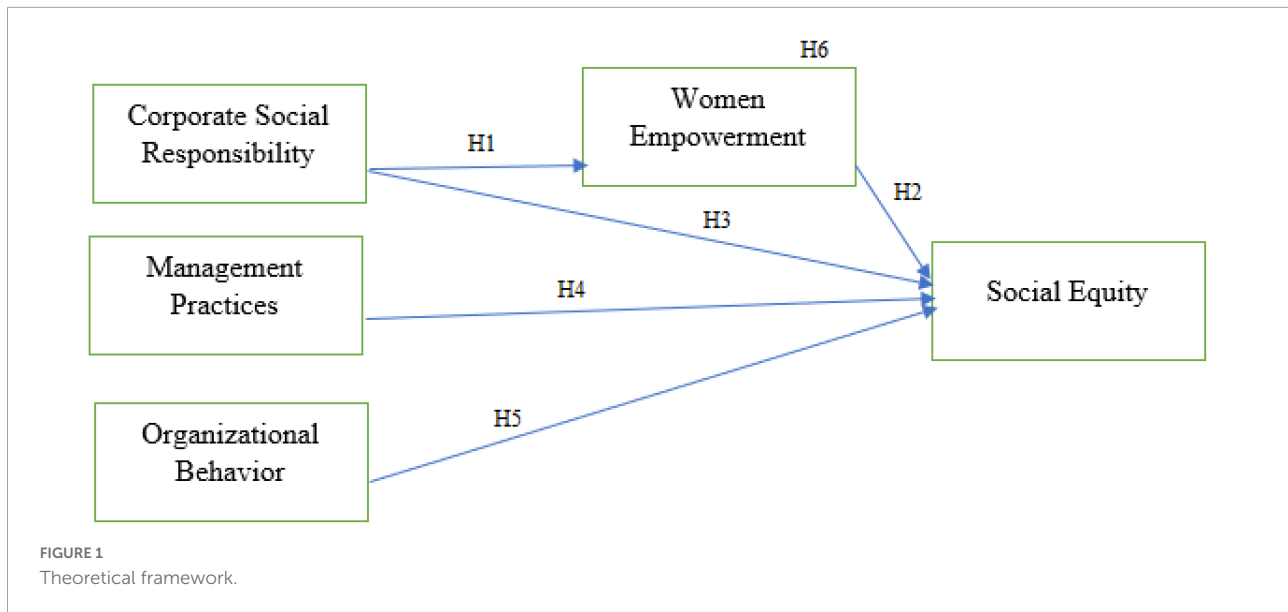 H6
Corporate Social
Responsibility
Women
Empowerment
H1
H2
H3
Management
Practices
H4
Social Equity
Organizational
Behavior
H5
FIGURE 1
Theoretical framework.